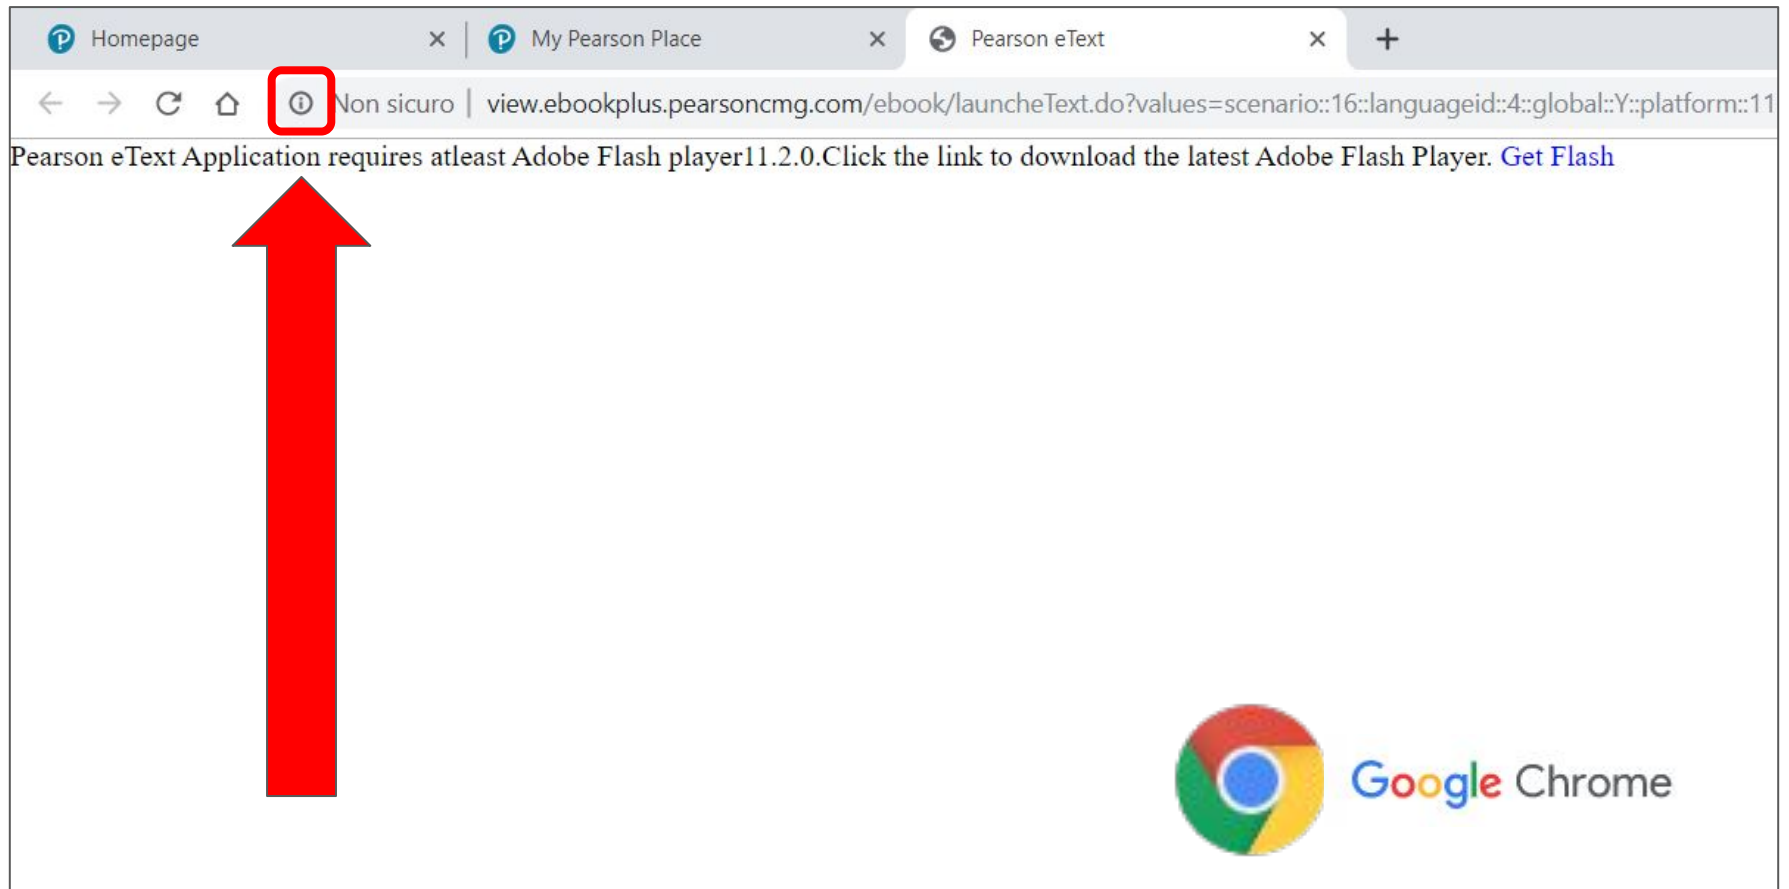 Homepage
My Pearson Place
Pearson eText
Non sicuro | view.ebookplus.pearsoncmg.com/ebook/launcheText.do?values=scenario::16::languageid::4::global::Y::platform::11
Pearson eText Application requires atleast Adobe Flash player11.2.0.Click the link to download the latest Adobe Flash Player. Get Flash
Google Chrome